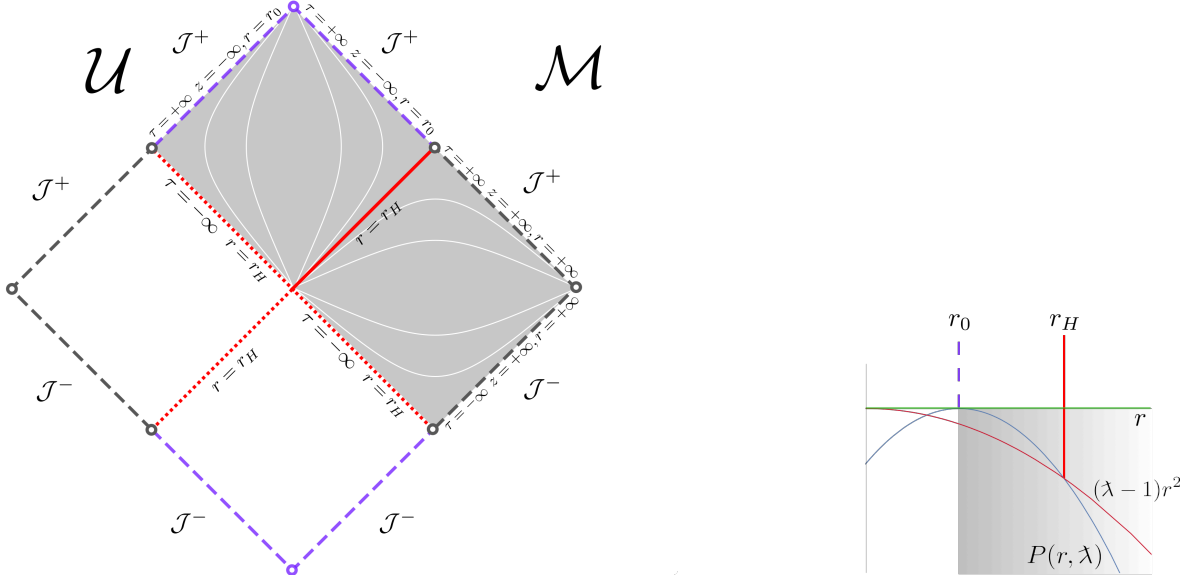 𝒰
ℳ
𝒥⁺
𝒥⁺
τ = +∞ z = −∞, r = r₀
τ = +∞ z = −∞, r = r₀
𝒥⁺
𝒥⁺
τ = −∞ r = r_H
r = r_H
τ = +∞ z = +∞, r = +∞
r = r_H
τ = −∞ r = r_H
τ = −∞ z = +∞, r = +∞
𝒥⁻
𝒥⁻
𝒥⁻
𝒥⁻
r₀
r_H
r
(ƛ − 1)r²
P(r, ƛ)